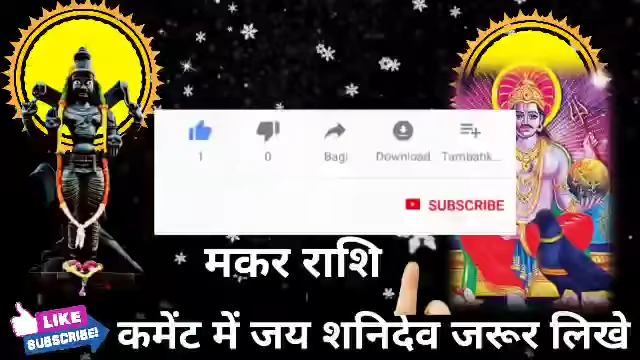 1 0 Bagi Download Tambahk...
SUBSCRIBE
मकर राशि
LIKE
SUBSCRIBE!
कमेंट में जय शनिदेव जरूर लिखे